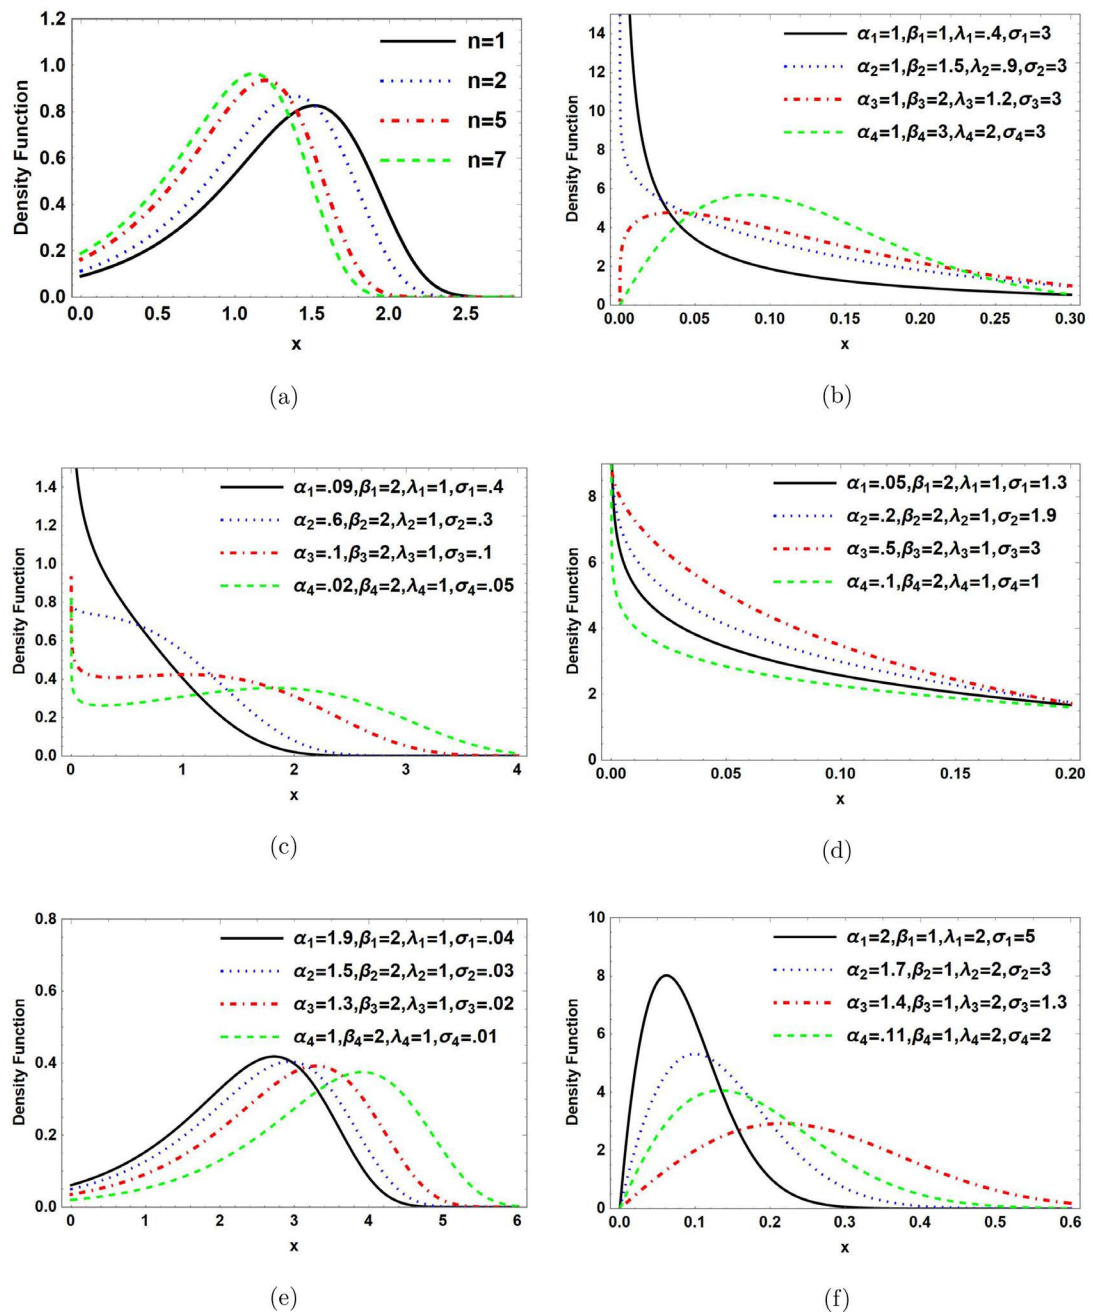 1.2
1.0
0.8
0.6
0.4
0.2
0.0
Density Function
n=1
n=2
n=5
n=7
0.0 0.5 1.0 1.5 2.0 2.5
x
(a)
14
12
10
8
6
4
2
0
Density Function
α1=1,β1=1,λ1=.4,σ1=3
α2=1,β2=1.5,λ2=.9,σ2=3
α3=1,β3=2,λ3=1.2,σ3=3
α4=1,β4=3,λ4=2,σ4=3
0.00 0.05 0.10 0.15 0.20 0.25 0.30
x
(b)
1.4
1.2
1.0
0.8
0.6
0.4
0.2
0.0
Density Function
α1=.09,β1=2,λ1=1,σ1=.4
α2=.6,β2=2,λ2=1,σ2=.3
α3=.1,β3=2,λ3=1,σ3=.1
α4=.02,β4=2,λ4=1,σ4=.05
0 1 2 3 4
x
(c)
8
6
4
2
0
Density Function
α1=.05,β1=2,λ1=1,σ1=1.3
α2=.2,β2=2,λ2=1,σ2=1.9
α3=.5,β3=2,λ3=1,σ3=3
α4=.1,β4=2,λ4=1,σ4=1
0.00 0.05 0.10 0.15 0.20
x
(d)
0.8
0.6
0.4
0.2
0.0
Density Function
α1=1.9,β1=2,λ1=1,σ1=.04
α2=1.5,β2=2,λ2=1,σ2=.03
α3=1.3,β3=2,λ3=1,σ3=.02
α4=1,β4=2,λ4=1,σ4=.01
0 1 2 3 4 5 6
x
(e)
10
8
6
4
2
0
Density Function
α1=2,β1=1,λ1=2,σ1=5
α2=1.7,β2=1,λ2=2,σ2=3
α3=1.4,β3=1,λ3=2,σ3=1.3
α4=.11,β4=1,λ4=2,σ4=2
0.0 0.1 0.2 0.3 0.4 0.5 0.6
x
(f)